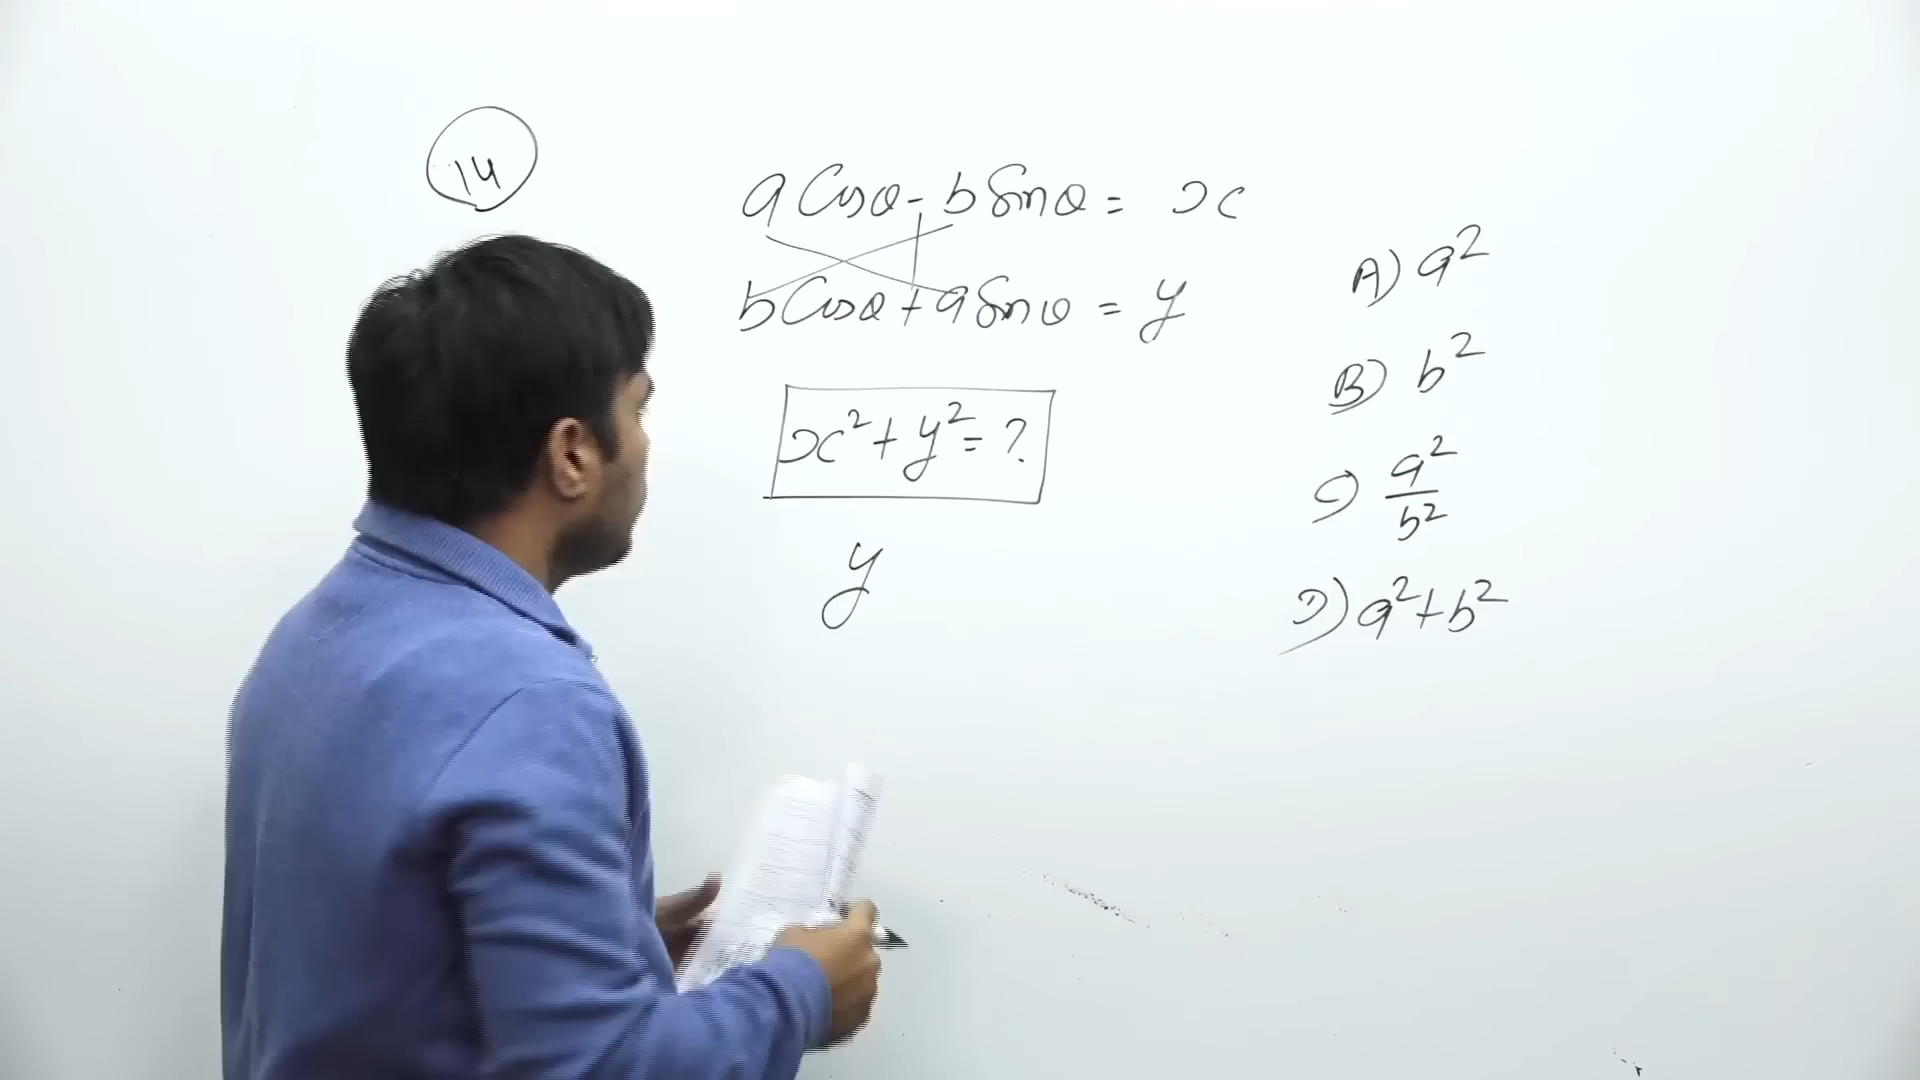 14
a Cosθ - b Sinθ = x
b Cosθ + a Sinθ = y
x² + y² = ?
y
A) a²
B) b²
C) a²/b²
D) a² + b²